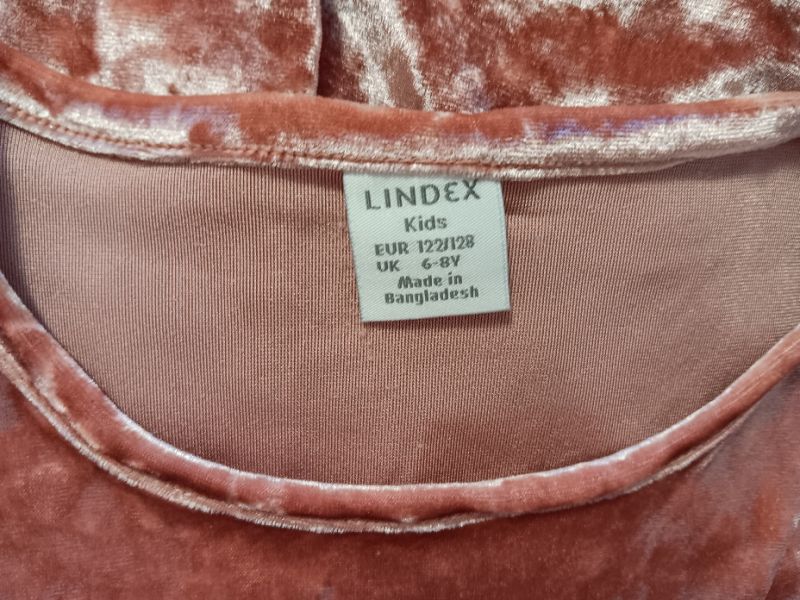 LINDEX
Kids
EUR 122/128
UK 6-8Y
Made in
Bangladesh